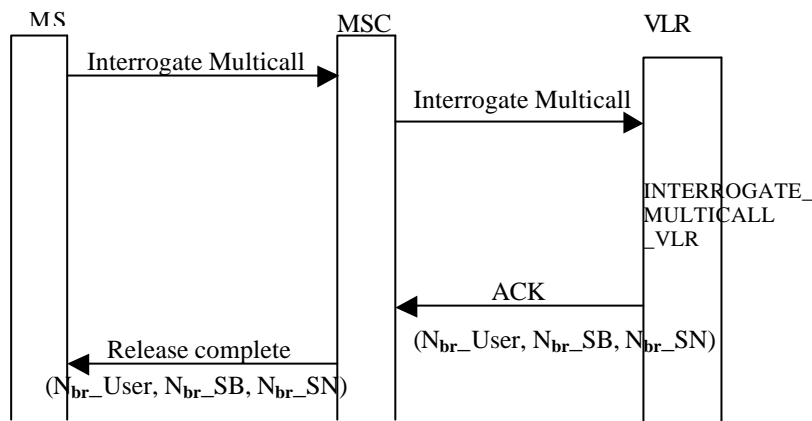 MS
MSC
VLR
Interrogate Multicall
Interrogate Multicall
INTERROGATE_
MULTICALL
_VLR
ACK
(Nbr_User, Nbr_SB, Nbr_SN)
Release complete
(Nbr_User, Nbr_SB, Nbr_SN)